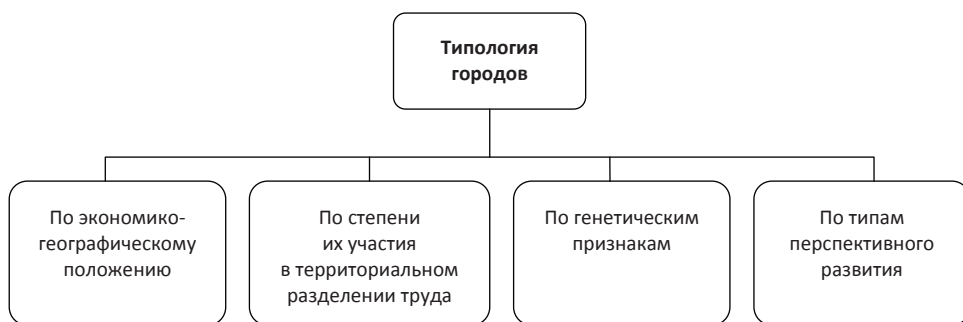 Типология
городов
По экономико-
географическому
положению
По степени
их участия
в территориальном
разделении труда
По генетическим
признакам
По типам
перспективного
развития